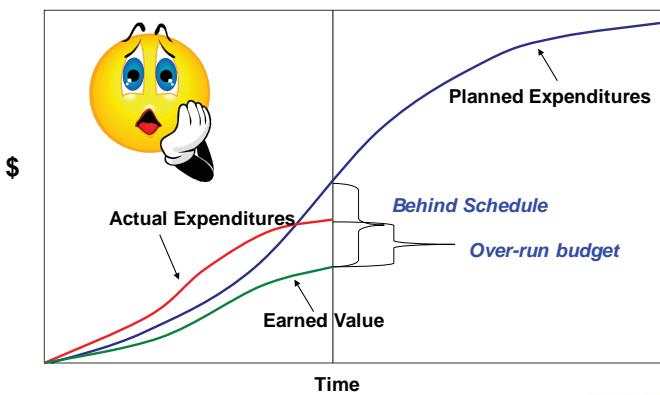 Planned Expenditures
$
Behind Schedule
Actual Expenditures
Over-run budget
Earned Value
Time